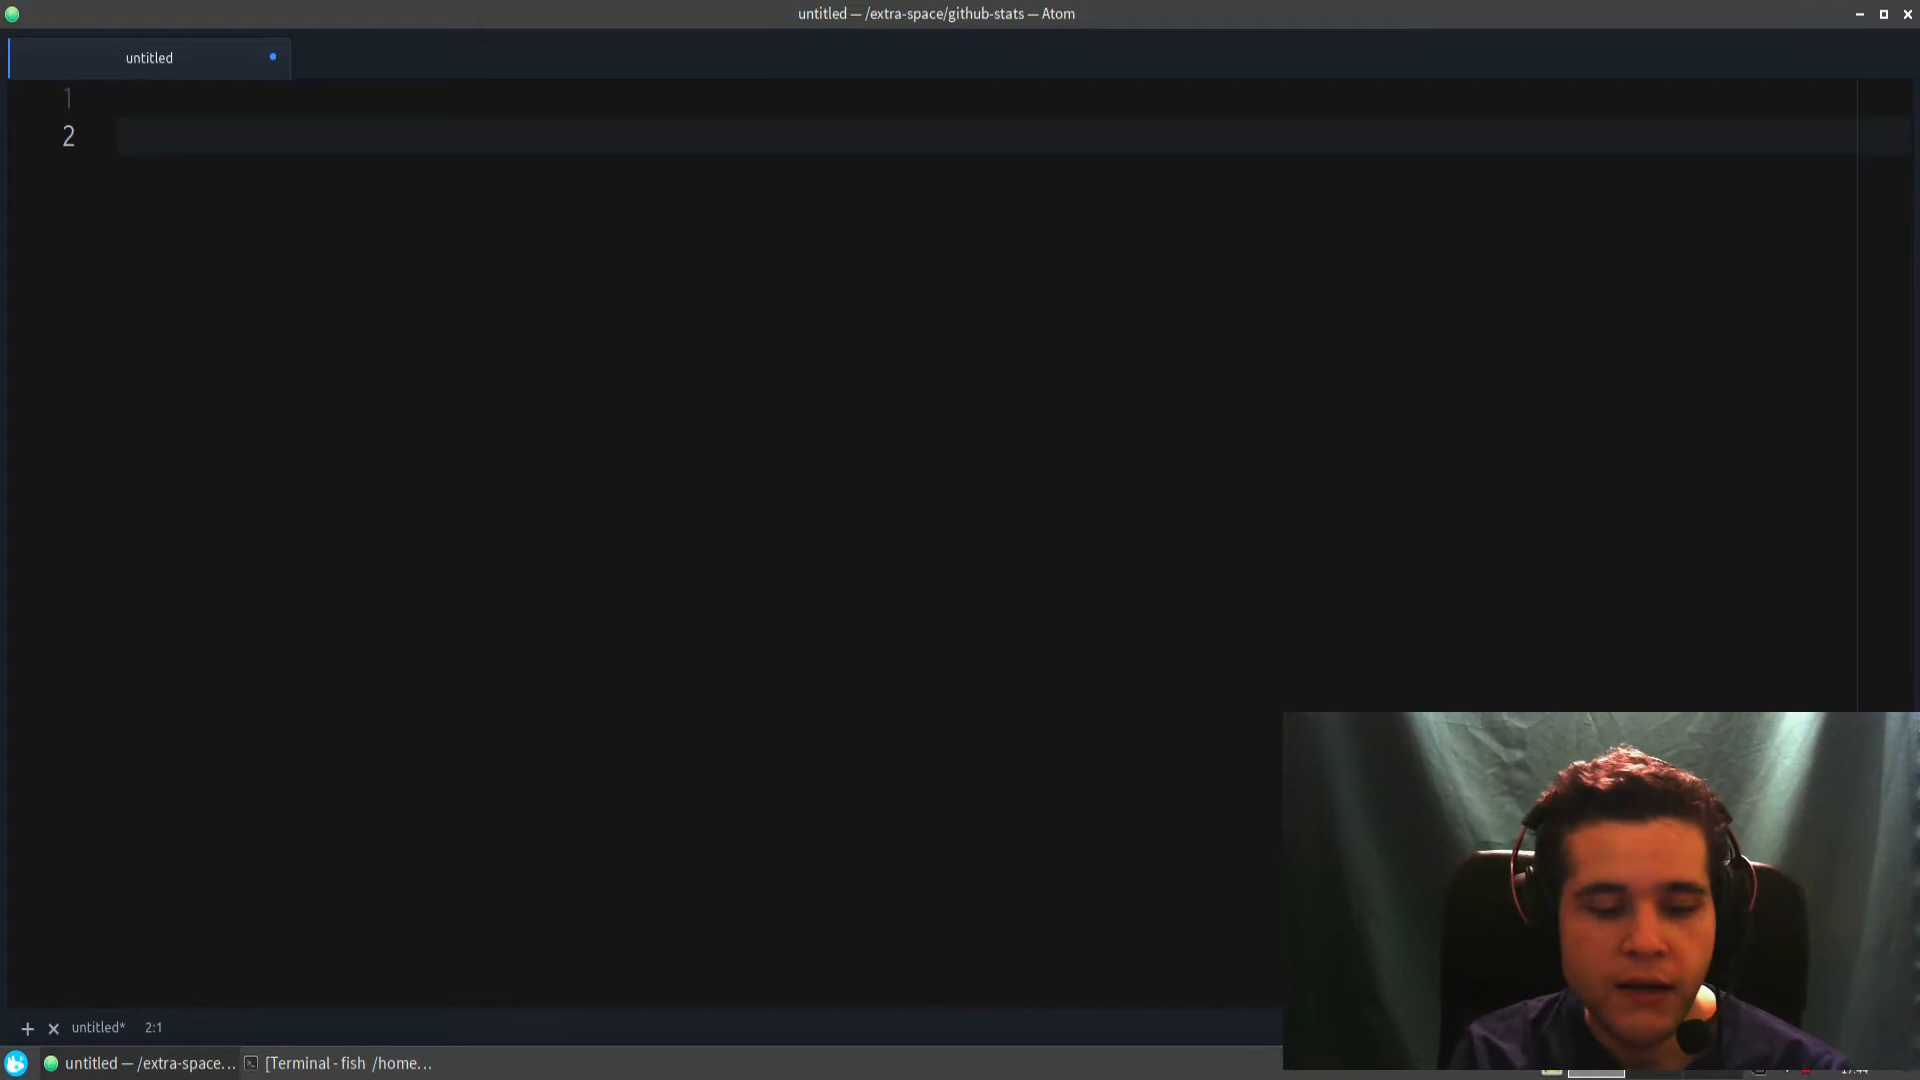 untitled — /extra-space/github-stats — Atom
untitled
1
2
untitled* 2:1
untitled — /extra-space... [Terminal - fish /home...